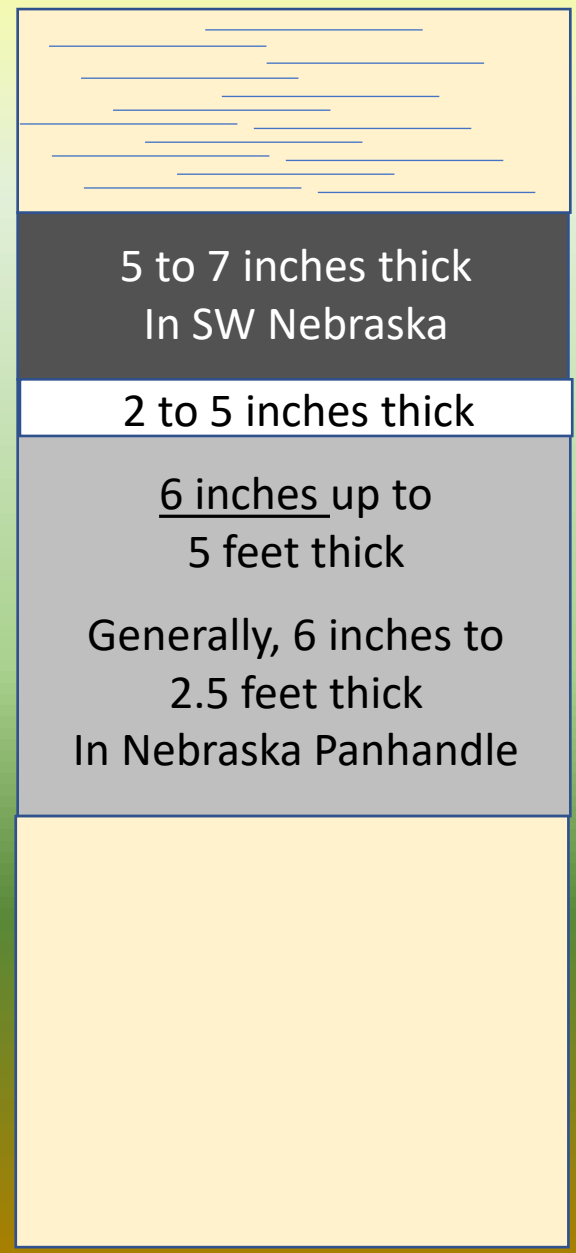 5 to 7 inches thick
In SW Nebraska
2 to 5 inches thick
6 inches up to
5 feet thick
Generally, 6 inches to
2.5 feet thick
In Nebraska Panhandle